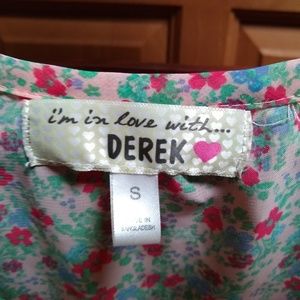 i'm in love with...
DEREK
S
MADE IN
BANGLADESH